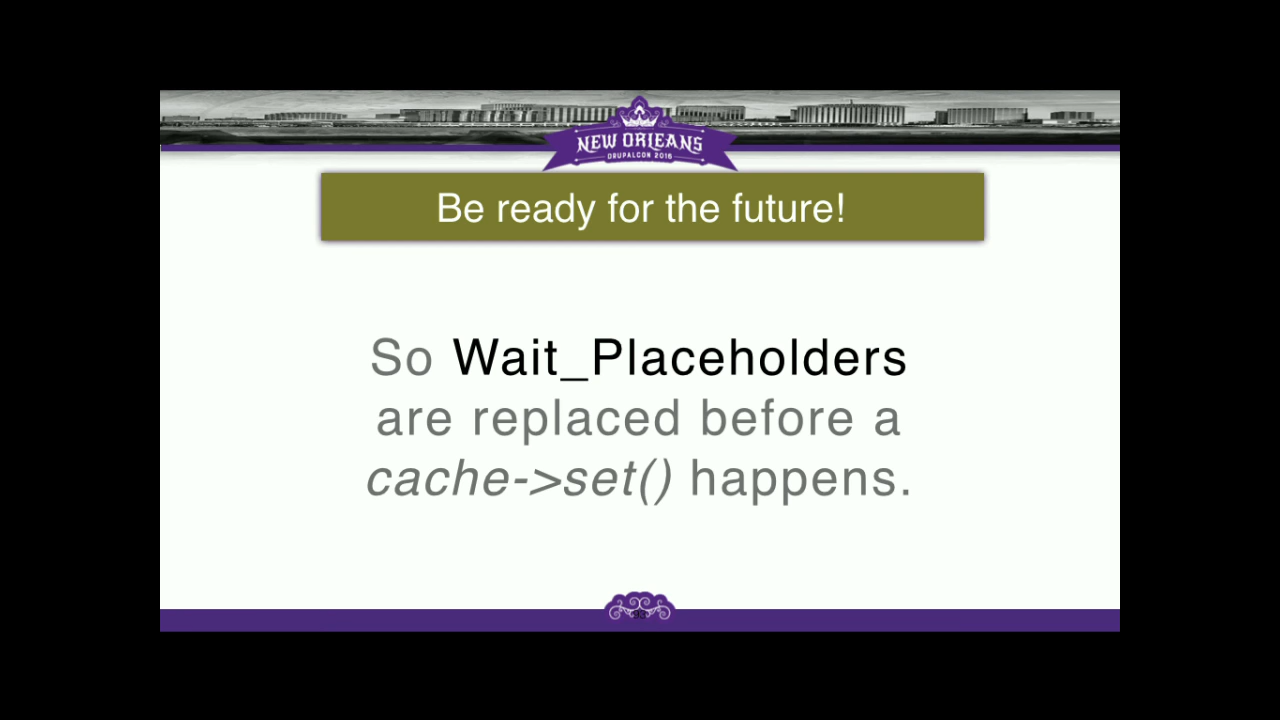 NEW ORLEANS
DRUPALCON 2016
Be ready for the future!
So Wait_Placeholders
are replaced before a
cache->set() happens.